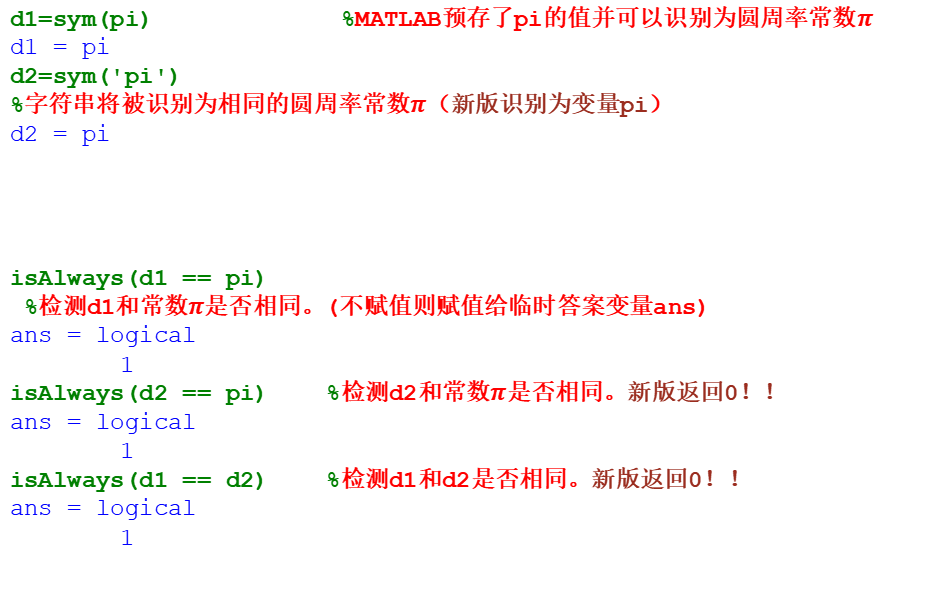 d1=sym(pi) %MATLAB预存了pi的值并可以识别为圆周率常数π
d1 = pi
d2=sym('pi')
%字符串将被识别为相同的圆周率常数π（新版识别为变量pi）
d2 = pi
isAlways(d1 == pi)
%检测d1和常数π是否相同。(不赋值则赋值给临时答案变量ans)
ans = logical
1
isAlways(d2 == pi) %检测d2和常数π是否相同。新版返回0！！
ans = logical
1
isAlways(d1 == d2) %检测d1和d2是否相同。新版返回0！！
ans = logical
1